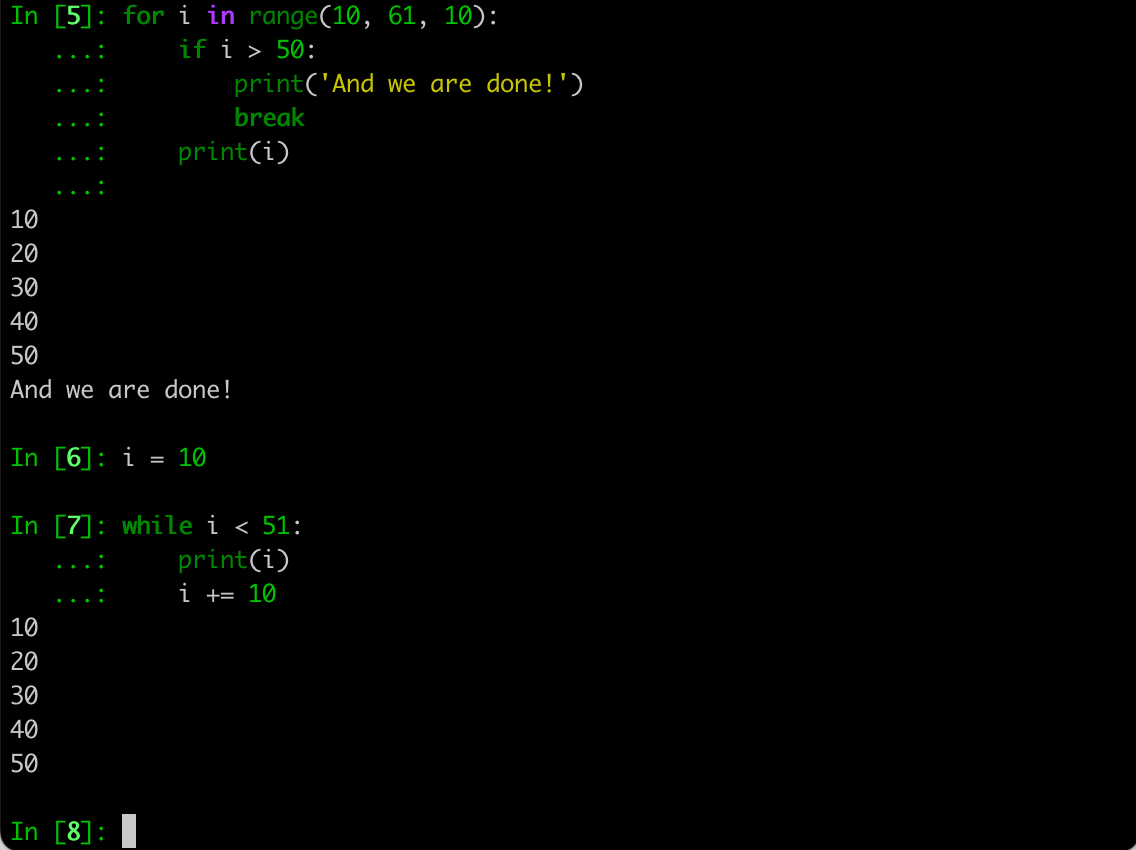 In [5]: for i in range(10, 61, 10):
   ...:     if i > 50:
   ...:         print('And we are done!')
   ...:         break
   ...:     print(i)
   ...:
10
20
30
40
50
And we are done!

In [6]: i = 10

In [7]: while i < 51:
   ...:     print(i)
   ...:     i += 10
10
20
30
40
50

In [8]: